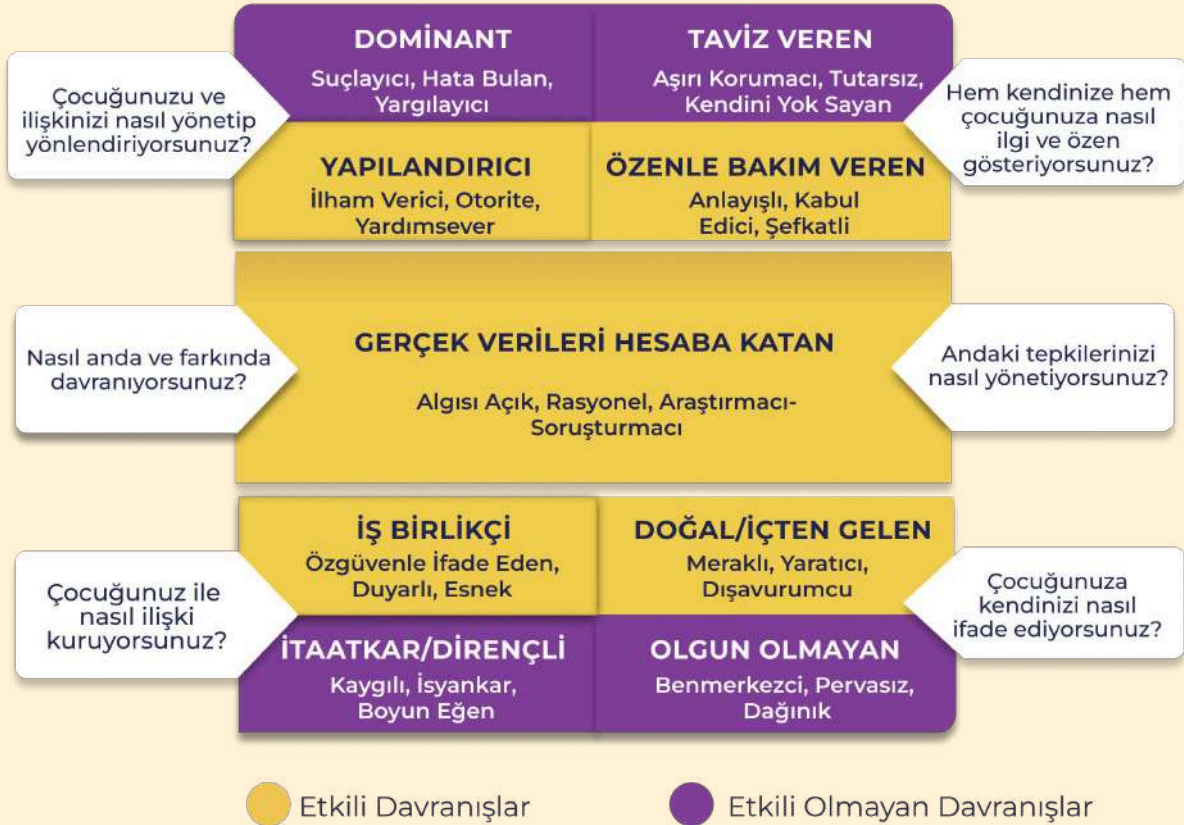 DOMİNANT
Suçlayıcı, Hata Bulan,
Yargılayıcı
TAVİZ VEREN
Aşırı Korumacı, Tutarsız,
Kendini Yok Sayan
Çocuğunuzu ve
ilişkinizi nasıl yönetip
yönlendiriyorsunuz?
Hem kendinize hem
çocuğunuza nasıl
ilgi ve özen
gösteriyorsunuz?
YAPILANDIRICI
İlham Verici, Otorite,
Yardımsever
ÖZENLE BAKIM VEREN
Anlayışlı, Kabul
Edici, Şefkatli
Nasıl anda ve farkında
davranıyorsunuz?
GERÇEK VERİLERİ HESABA KATAN
Algısı Açık, Rasyonel, Araştırmacı-
Soruşturmacı
Andaki tepkilerinizi
nasıl yönetiyorsunuz?
İŞ BİRLİKÇİ
Özgüvenle İfade Eden,
Duyarlı, Esnek
DOĞAL/İÇTEN GELEN
Meraklı, Yaratıcı,
Dışavurumcu
Çocuğunuz ile
nasıl ilişki
kuruyorsunuz?
Çocuğunuza
kendinizi nasıl
ifade ediyorsunuz?
İTAATKAR/DİRENÇLİ
Kaygılı, İsyankar,
Boyun Eğen
OLGUN OLMAYAN
Benmerkezci, Pervasız,
Dağınık
Etkili Davranışlar
Etkili Olmayan Davranışlar